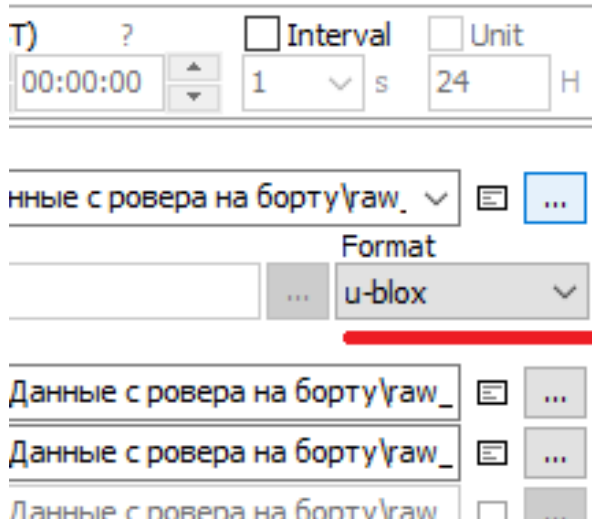 T) ? Interval Unit
00:00:00 1 s 24 H
нные с ровера на борту\raw_ ...
Format
... u-blox
Данные с ровера на борту\raw_ ...
Данные с ровера на борту\raw_ ...
Данные с ровера на борту\raw ...